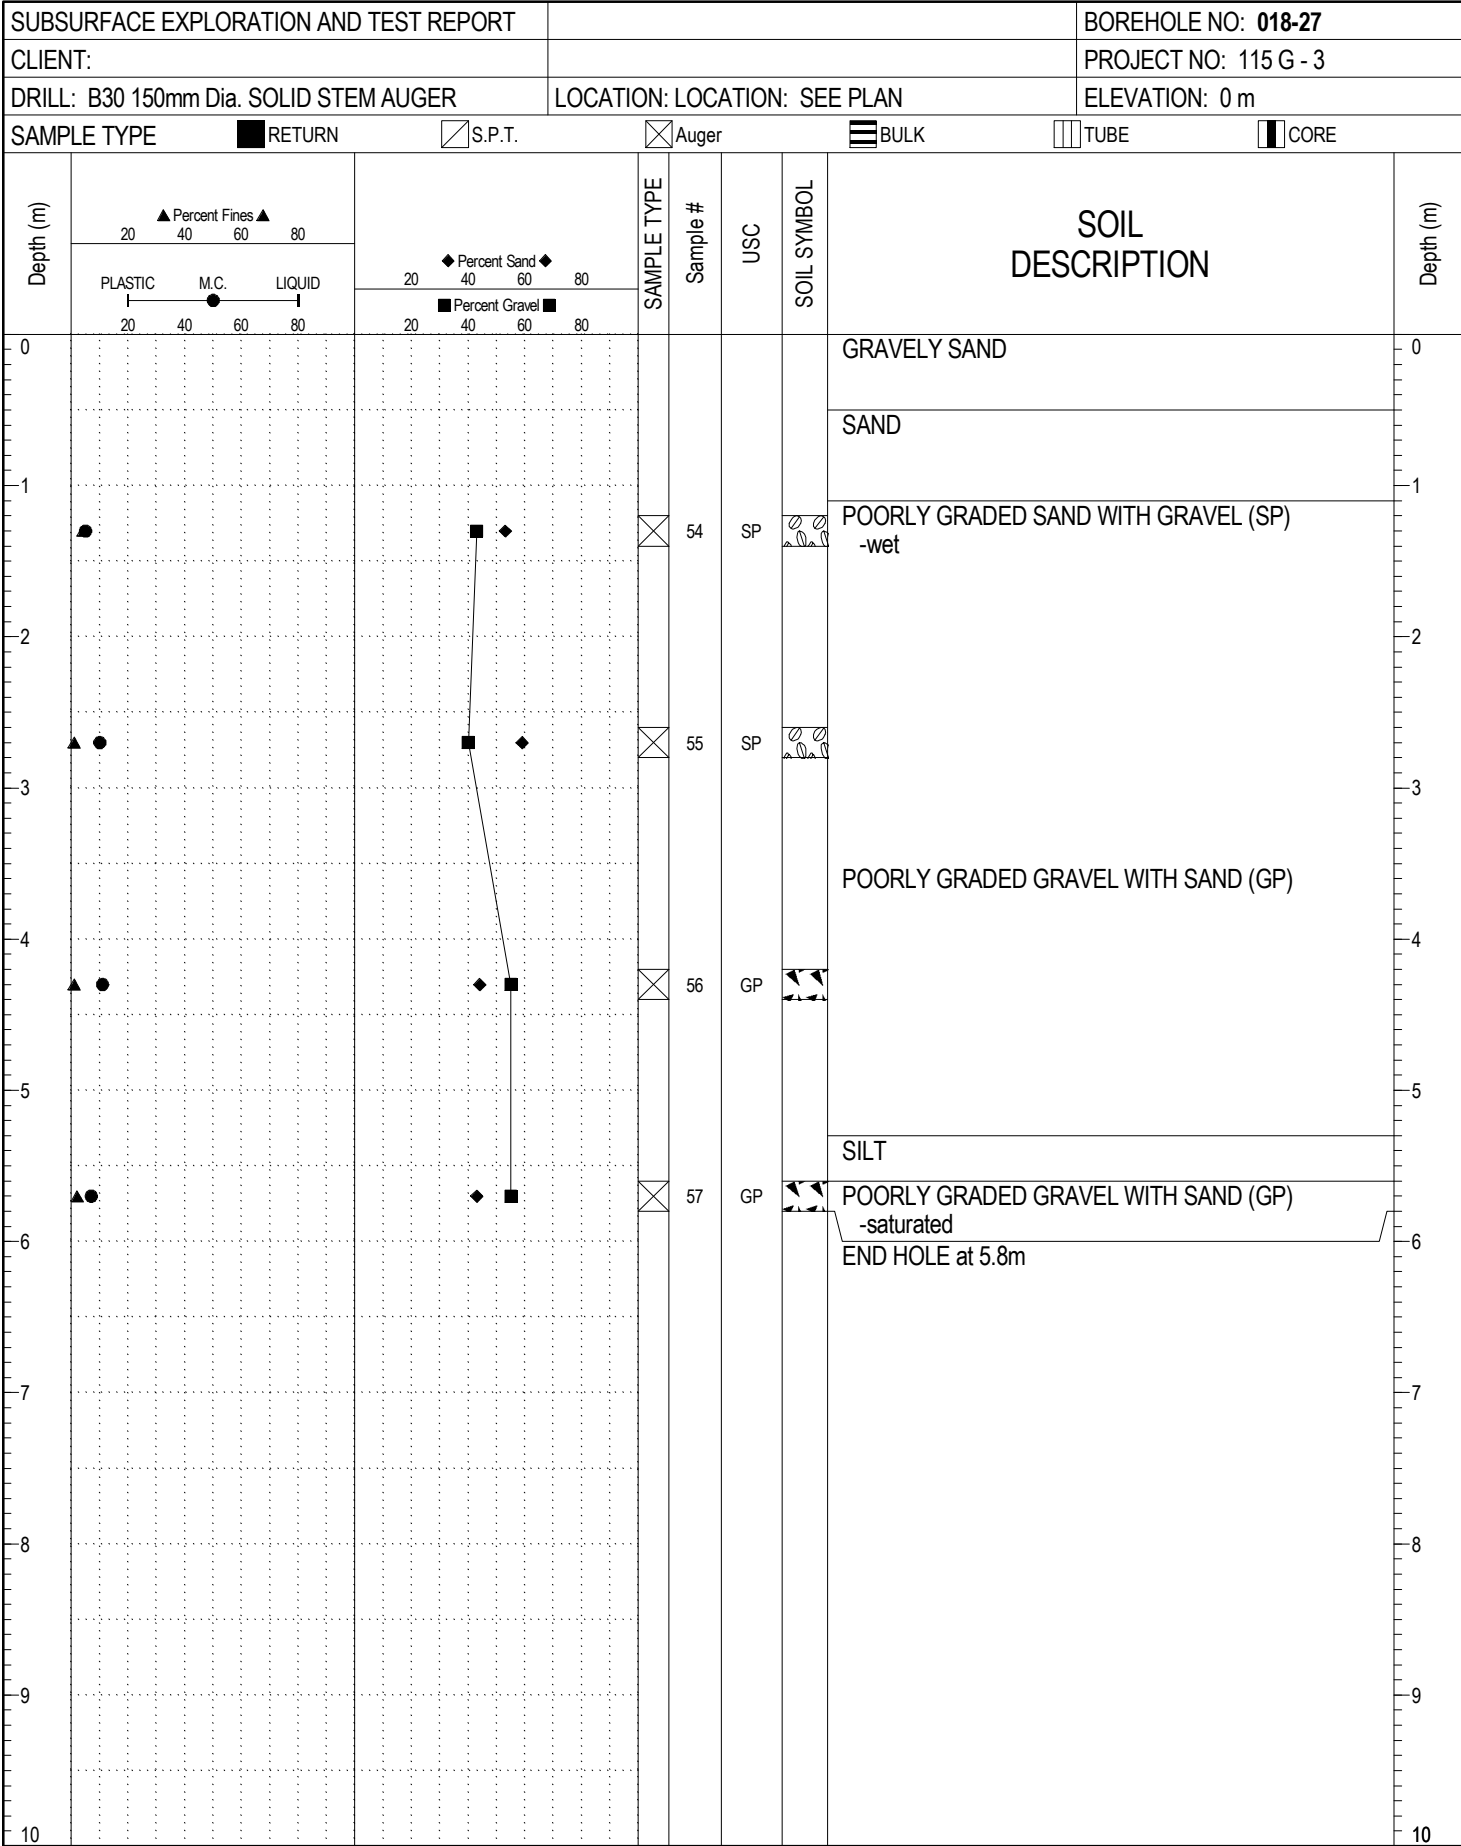 SUBSURFACE EXPLORATION AND TEST REPORT
BOREHOLE NO: 018-27
CLIENT:
PROJECT NO: 115 G - 3
DRILL: B30 150mm Dia. SOLID STEM AUGER
LOCATION: LOCATION: SEE PLAN
ELEVATION: 0 m
SAMPLE TYPE
RETURN
S.P.T.
Auger
BULK
TUBE
CORE
Depth (m)
Percent Fines
20 40 60 80
PLASTIC M.C. LIQUID
20 40 60 80
Percent Sand
20 40 60 80
Percent Gravel
20 40 60 80
SAMPLE TYPE
Sample #
USC
SOIL SYMBOL
SOIL
DESCRIPTION
Depth (m)
0 GRAVELY SAND 0
SAND
1 1
54 SP POORLY GRADED SAND WITH GRAVEL (SP)
-wet
2 2
55 SP
3 3
POORLY GRADED GRAVEL WITH SAND (GP)
4 4
56 GP
5 5
SILT
57 GP POORLY GRADED GRAVEL WITH SAND (GP)
-saturated
6 6
END HOLE at 5.8m
7 7
8 8
9 9
10 10